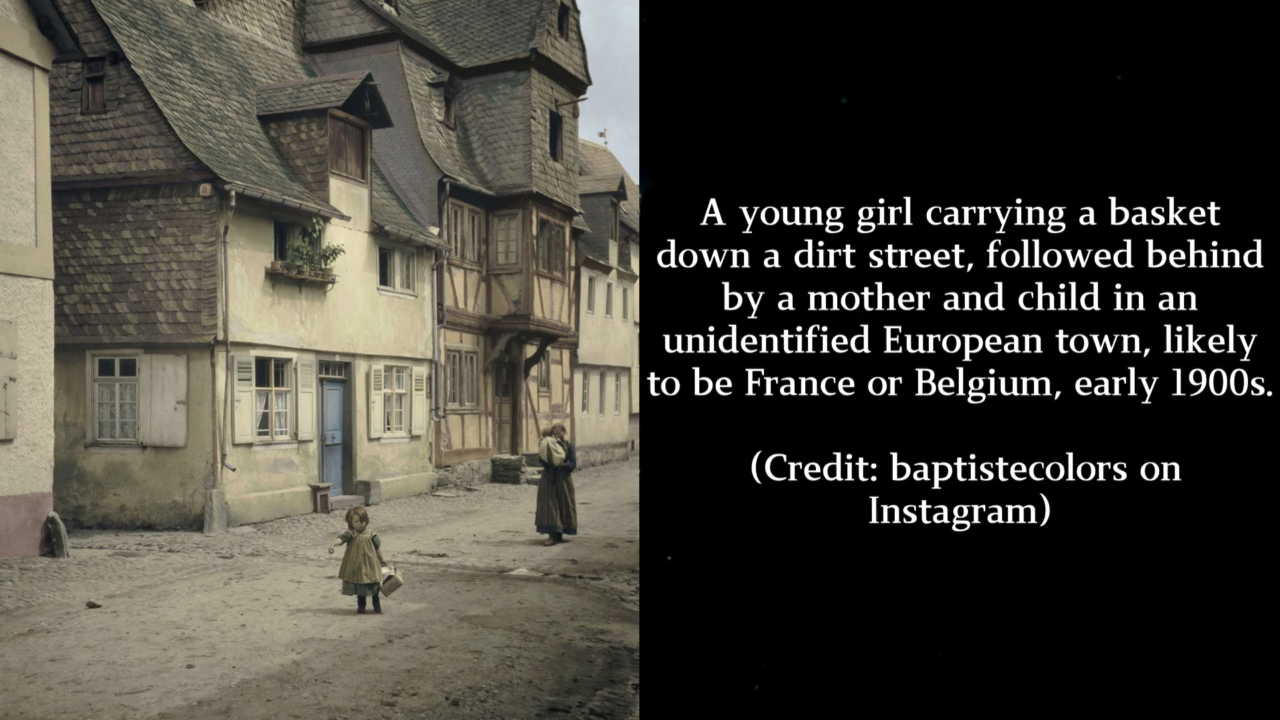 A young girl carrying a basket
down a dirt street, followed behind
by a mother and child in an
unidentified European town, likely
to be France or Belgium, early 1900s.
(Credit: baptistecolors on
Instagram)